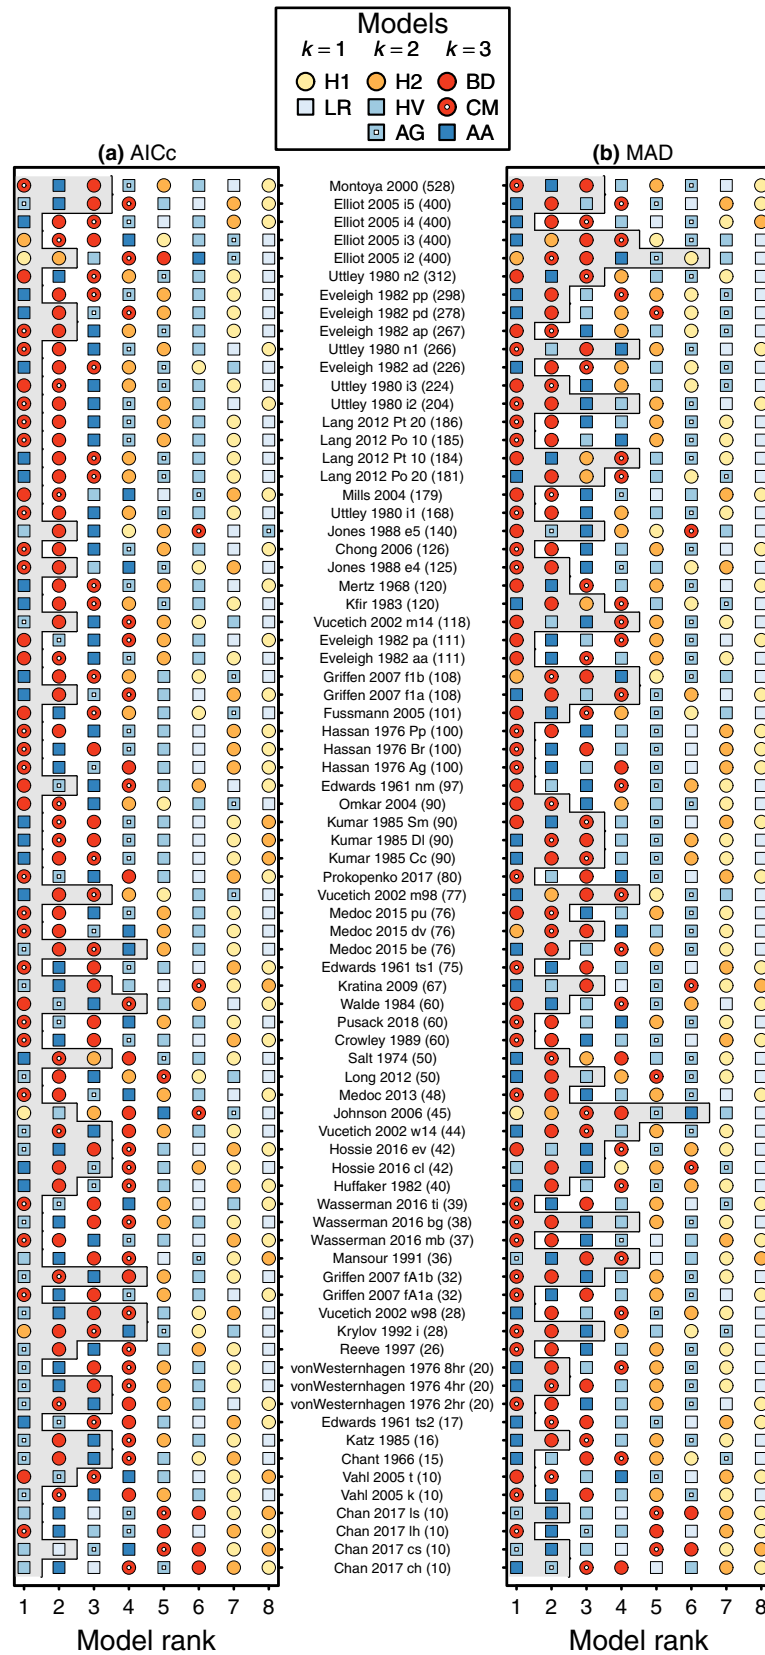 Models
k = 1 k = 2 k = 3
H1 H2 BD
LR HV CM
AG AA
(a) AICc
(b) MAD
Montoya 2000 (528)
Elliot 2005 i5 (400)
Elliot 2005 i4 (400)
Elliot 2005 i3 (400)
Elliot 2005 i2 (400)
Uttley 1980 n2 (312)
Eveleigh 1982 pp (298)
Eveleigh 1982 pd (278)
Eveleigh 1982 ap (267)
Uttley 1980 n1 (266)
Eveleigh 1982 ad (226)
Uttley 1980 i3 (224)
Uttley 1980 i2 (204)
Lang 2012 Pt 20 (186)
Lang 2012 Po 10 (185)
Lang 2012 Pt 10 (184)
Lang 2012 Po 20 (181)
Mills 2004 (179)
Uttley 1980 i1 (168)
Jones 1988 e5 (140)
Chong 2006 (126)
Jones 1988 e4 (125)
Mertz 1968 (120)
Kfir 1983 (120)
Vucetich 2002 m14 (118)
Eveleigh 1982 pa (111)
Eveleigh 1982 aa (111)
Griffen 2007 f1b (108)
Griffen 2007 f1a (108)
Fussmann 2005 (101)
Hassan 1976 Pp (100)
Hassan 1976 Br (100)
Hassan 1976 Ag (100)
Edwards 1961 nm (97)
Omkar 2004 (90)
Kumar 1985 Sm (90)
Kumar 1985 Dl (90)
Kumar 1985 Cc (90)
Prokopenko 2017 (80)
Vucetich 2002 m98 (77)
Medoc 2015 pu (76)
Medoc 2015 dv (76)
Medoc 2015 be (76)
Edwards 1961 ts1 (75)
Kratina 2009 (67)
Walde 1984 (60)
Pusack 2018 (60)
Crowley 1989 (60)
Salt 1974 (50)
Long 2012 (50)
Medoc 2013 (48)
Johnson 2006 (45)
Vucetich 2002 w14 (44)
Hossie 2016 ev (42)
Hossie 2016 cl (42)
Huffaker 1982 (40)
Wasserman 2016 ti (39)
Wasserman 2016 bg (38)
Wasserman 2016 mb (37)
Mansour 1991 (36)
Griffen 2007 fA1b (32)
Griffen 2007 fA1a (32)
Vucetich 2002 w98 (28)
Krylov 1992 i (28)
Reeve 1997 (26)
vonWesternhagen 1976 8hr (20)
vonWesternhagen 1976 4hr (20)
vonWesternhagen 1976 2hr (20)
Edwards 1961 ts2 (17)
Katz 1985 (16)
Chant 1966 (15)
Vahl 2005 t (10)
Vahl 2005 k (10)
Chan 2017 ls (10)
Chan 2017 lh (10)
Chan 2017 cs (10)
Chan 2017 ch (10)
1 2 3 4 5 6 7 8
1 2 3 4 5 6 7 8
Model rank
Model rank